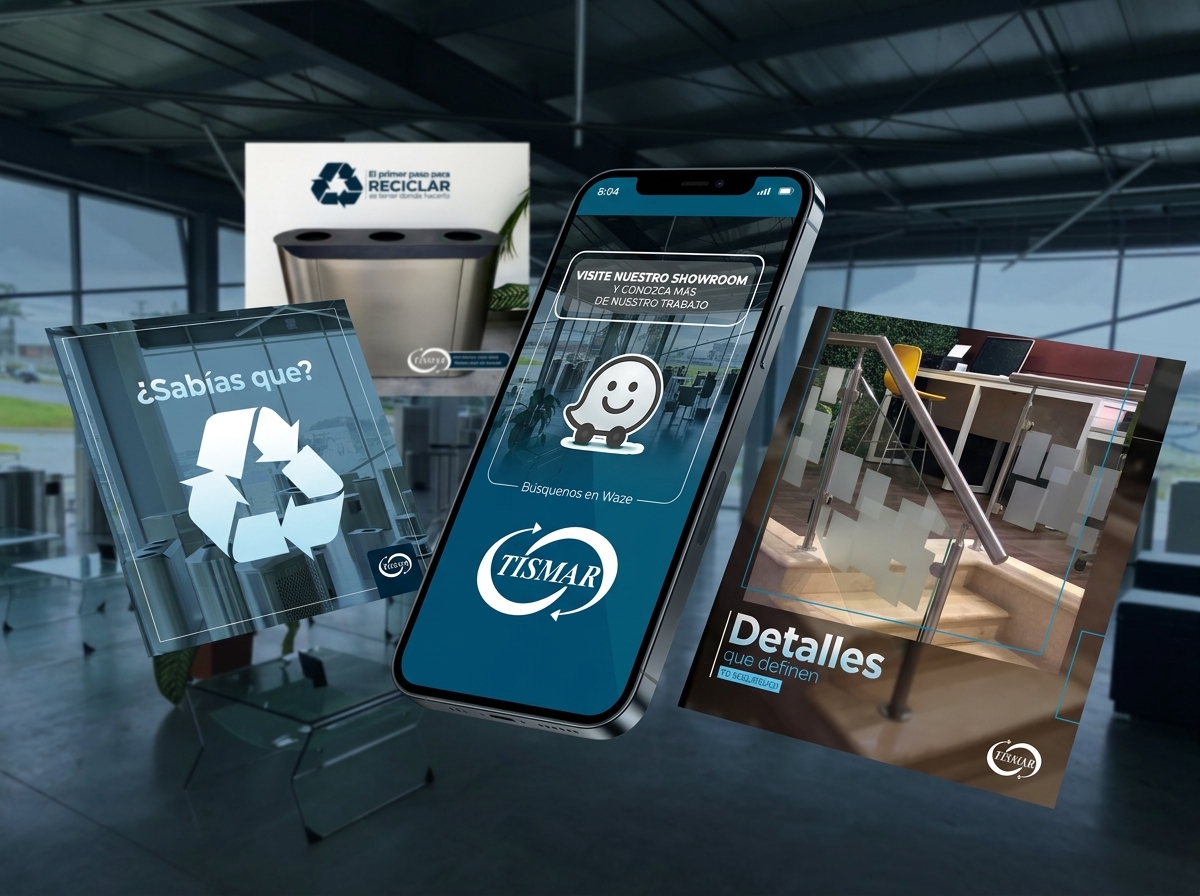 El primer paso para
RECICLAR
es tener donde hacerlo
TISMAR
¿Sabías que?
8:04
VISITE NUESTRO SHOWROOM
Y CONOZCA MÁS
DE NUESTRO TRABAJO
Búsquenos en Waze
TISMAR
Detalles
que definen
TISMAR